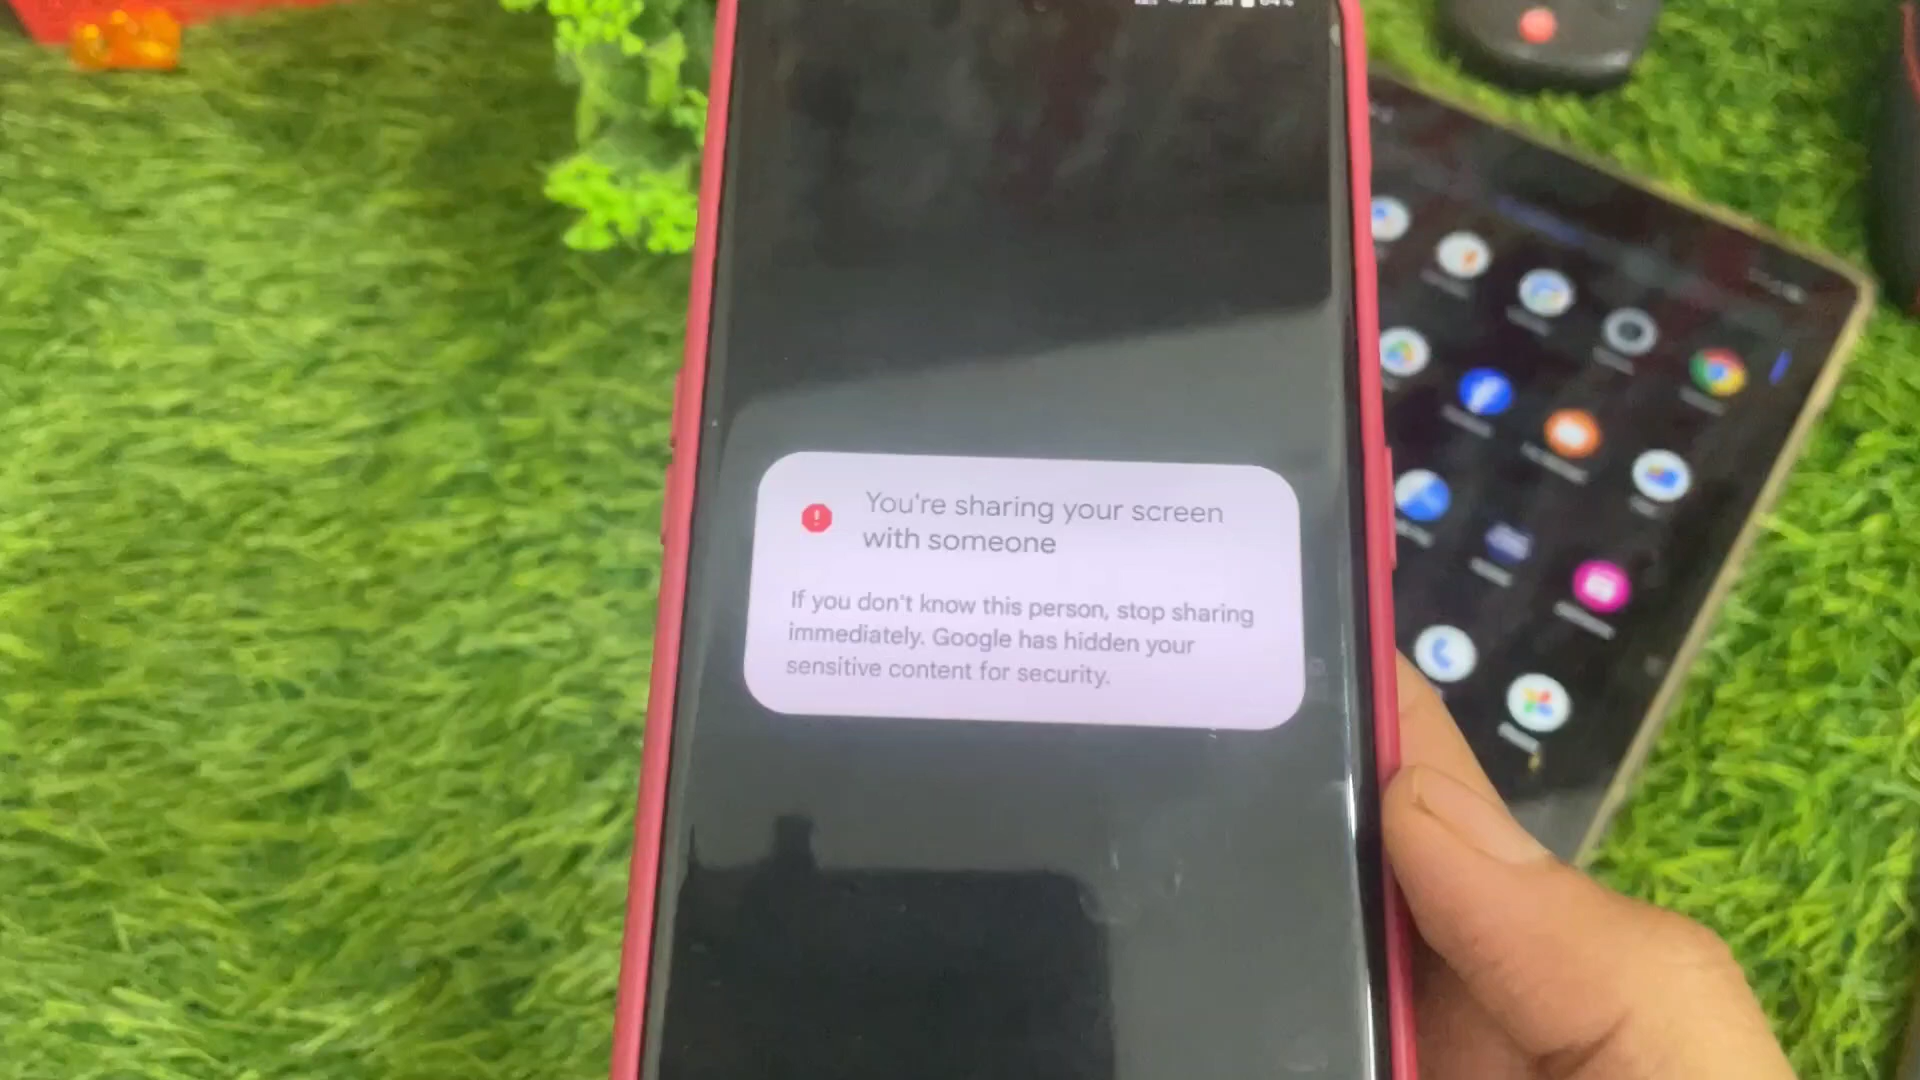 You're sharing your screen
with someone
If you don't know this person, stop sharing
immediately. Google has hidden your
sensitive content for security.